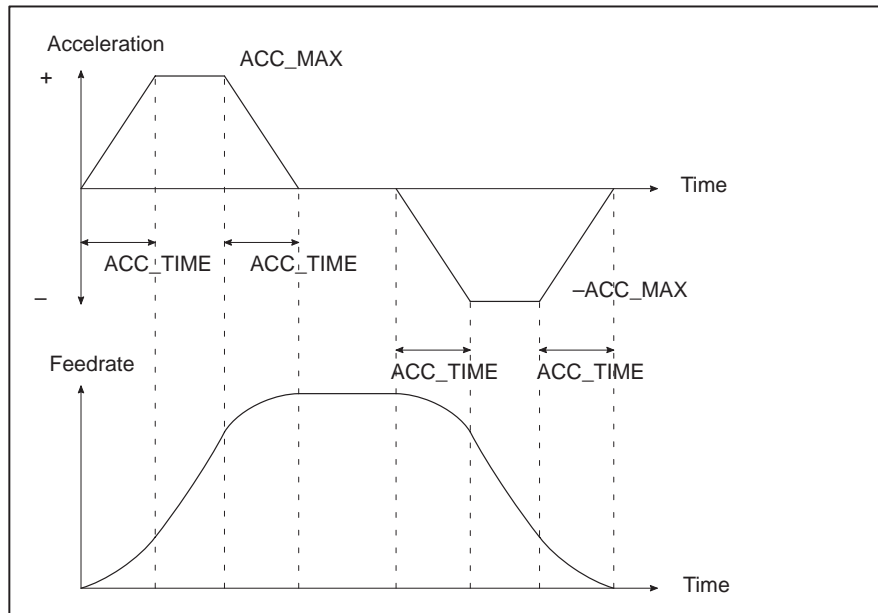 Acceleration
ACC_MAX
+
Time
ACC_TIME ACC_TIME
–ACC_MAX
–
Feedrate
ACC_TIME ACC_TIME
Time